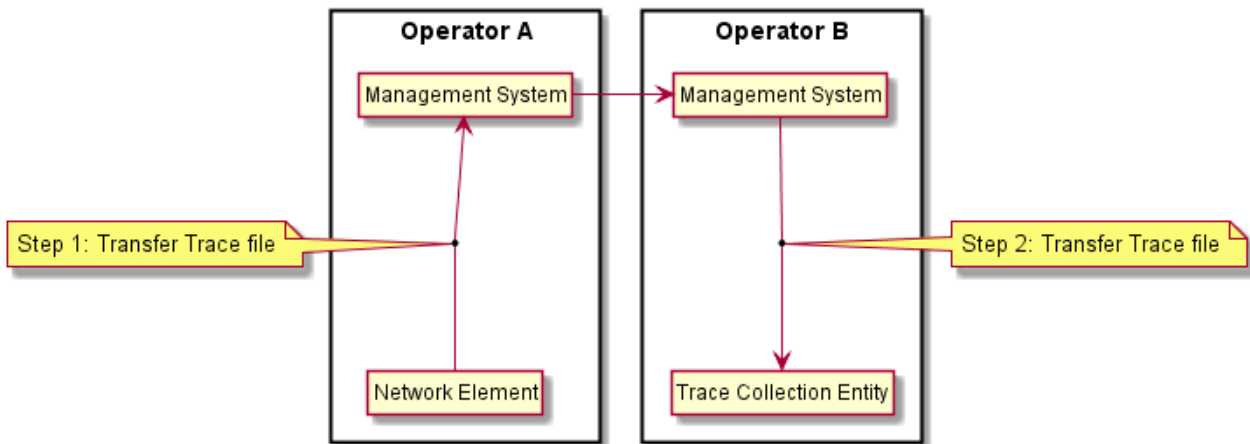 Operator A
Operator B
Management System
Management System
Step 1: Transfer Trace file
Step 2: Transfer Trace file
Network Element
Trace Collection Entity